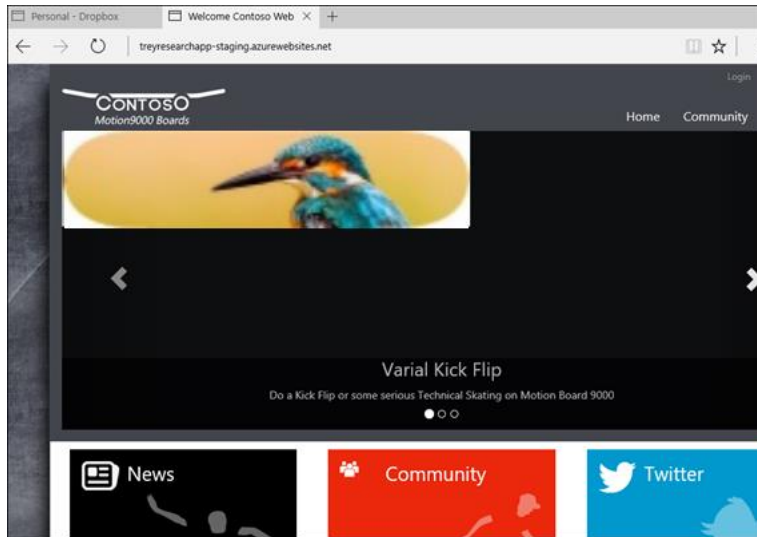 Personal - Dropbox
Welcome Contoso Web
treyresearchapp-staging.azurewebsites.net
Login
CONTOSO
Motion9000 Boards
Home Community
Varial Kick Flip
Do a Kick Flip or some serious Technical Skating on Motion Board 9000
News
Community
Twitter